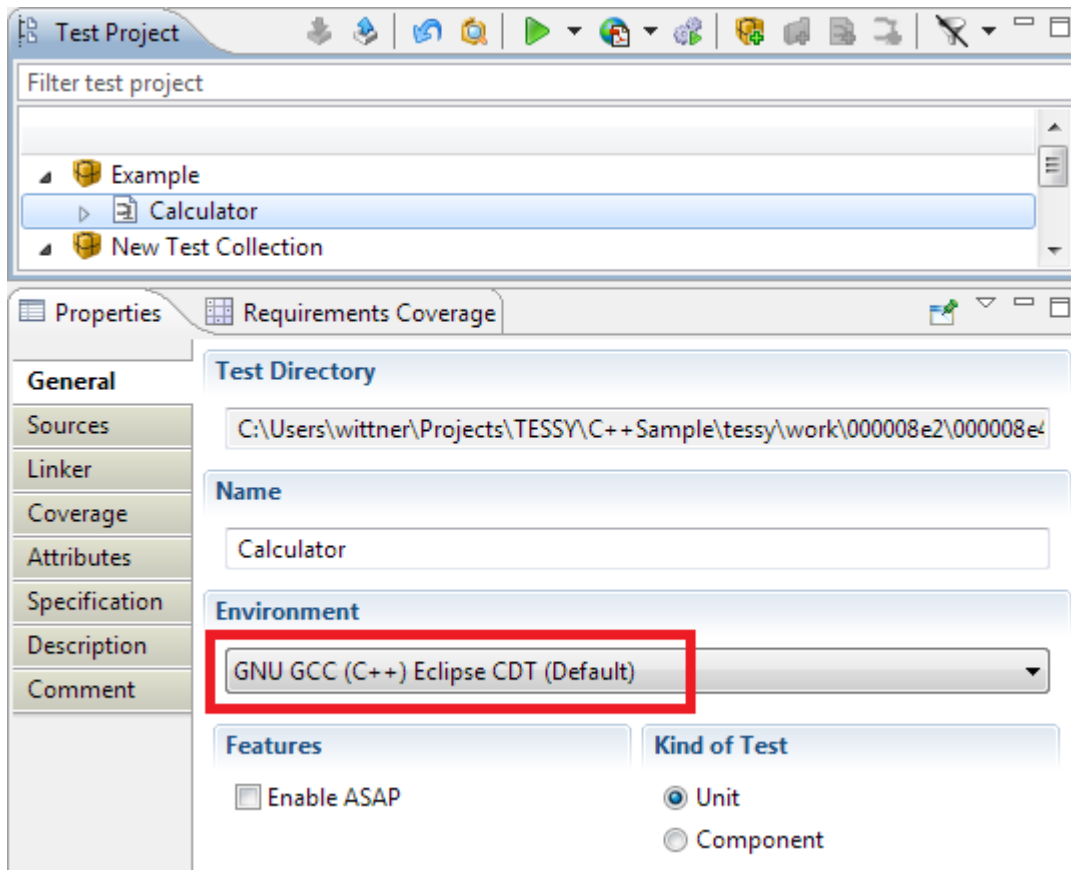 Test Project
Filter test project
Example
Calculator
New Test Collection
Properties
Requirements Coverage
General
Sources
Linker
Coverage
Attributes
Specification
Description
Comment
Test Directory
C:\Users\wittner\Projects\TESSY\C++Sample\tessy\work\000008e2\000008e4
Name
Calculator
Environment
GNU GCC (C++) Eclipse CDT (Default)
Features
Kind of Test
Enable ASAP
Unit
Component